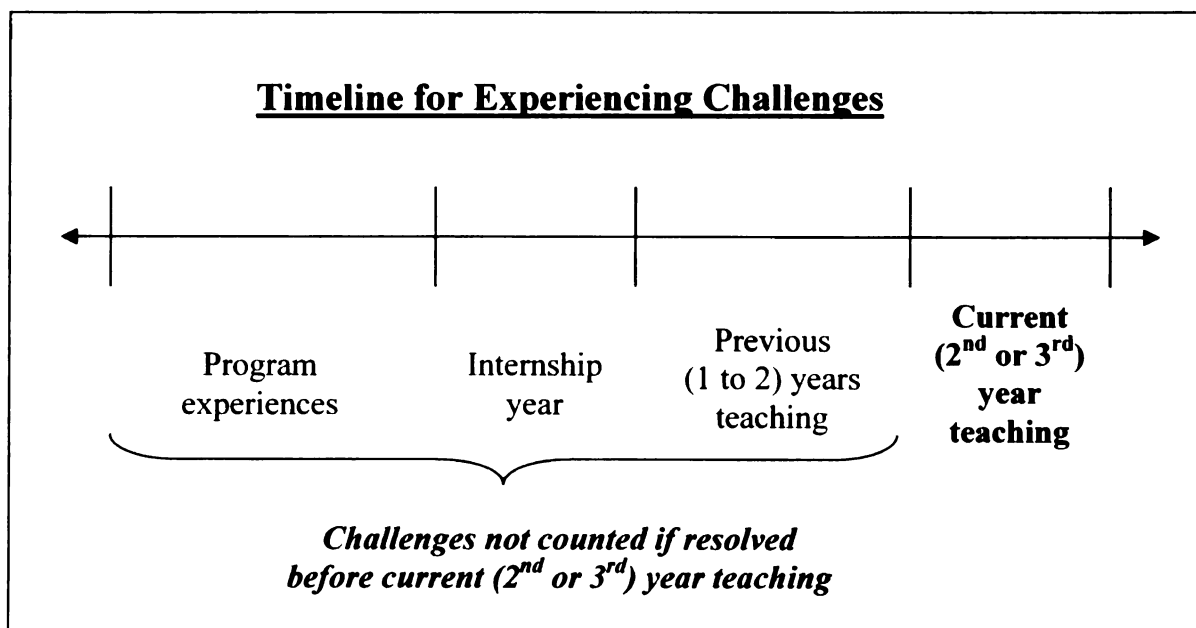 Timeline for Experiencing Challenges
Program
experiences
Internship
year
Previous
(1 to 2) years
teaching
Current
(2nd or 3rd)
year
teaching
Challenges not counted if resolved
before current (2nd or 3rd) year teaching